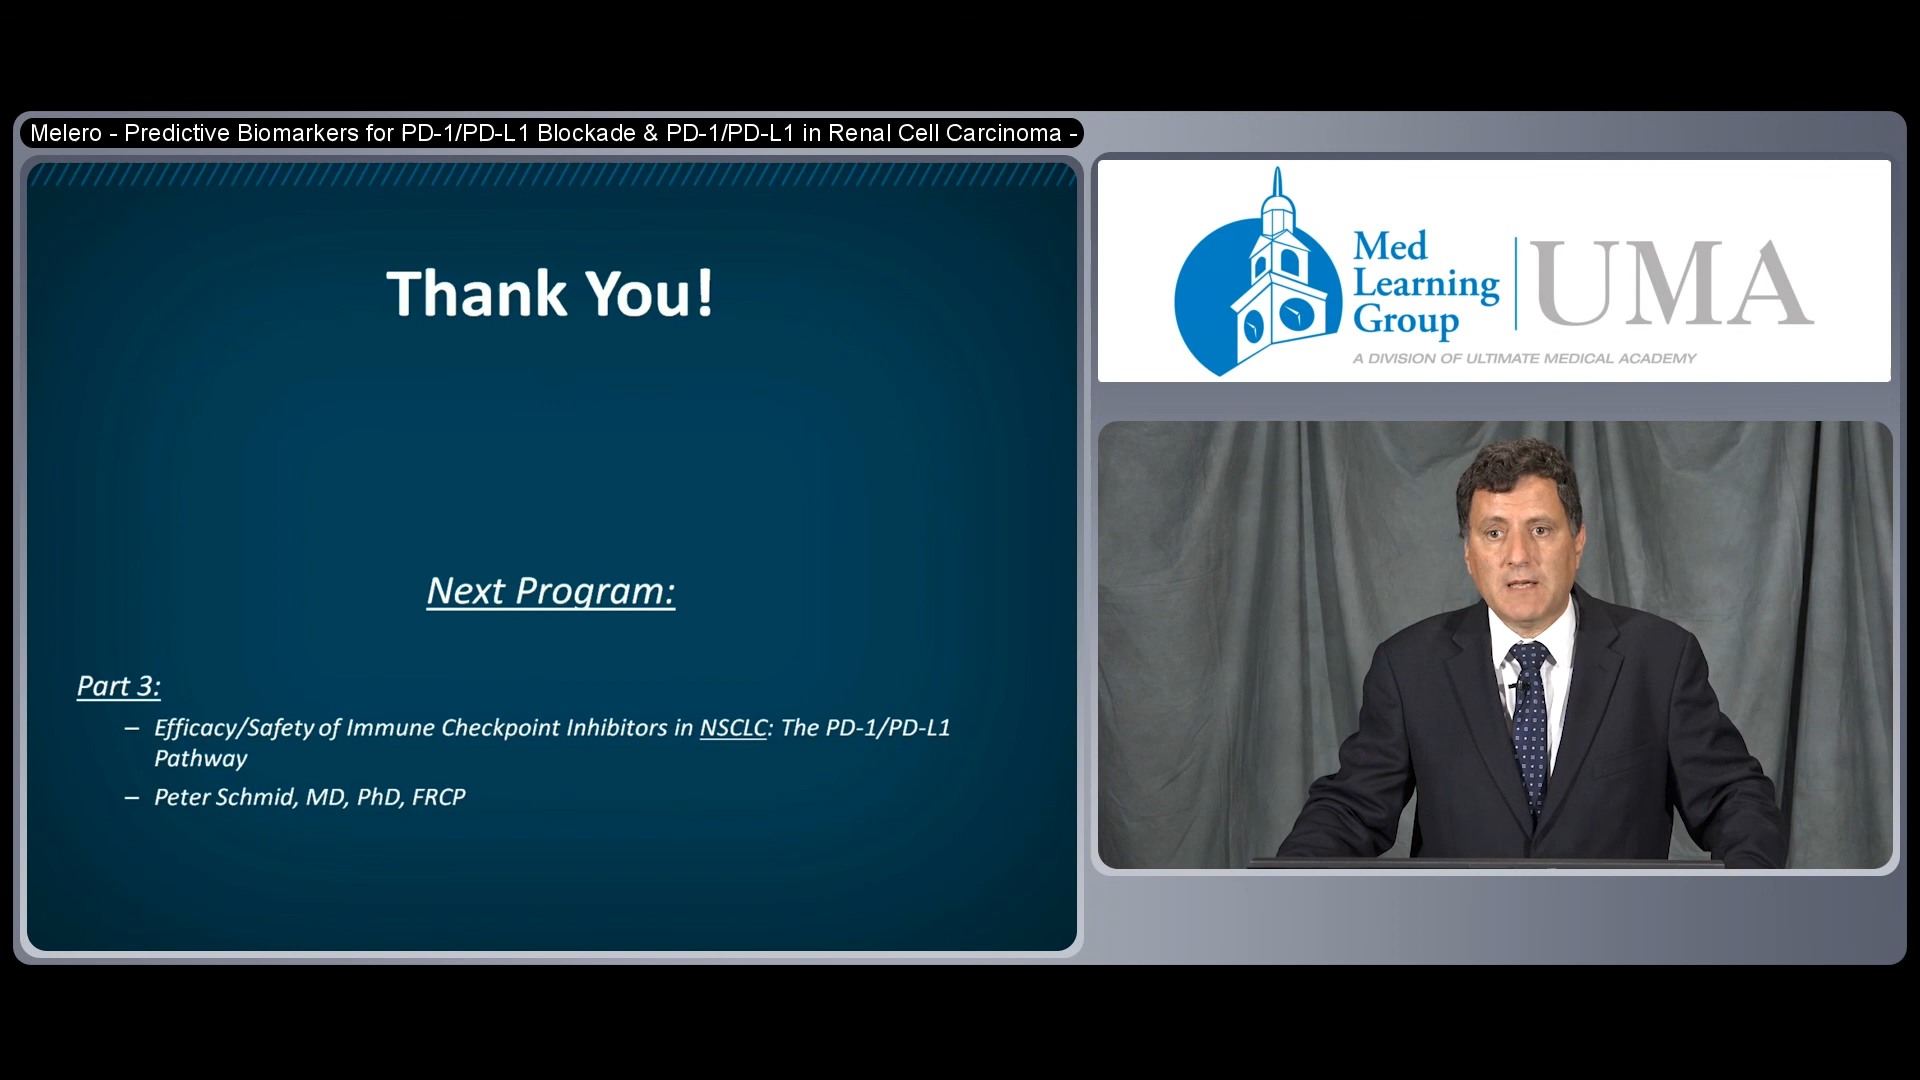 Melero - Predictive Biomarkers for PD-1/PD-L1 Blockade & PD-1/PD-L1 in Renal Cell Carcinoma -
Thank You!
Next Program:
Part 3:
– Efficacy/Safety of Immune Checkpoint Inhibitors in NSCLC: The PD-1/PD-L1
Pathway
– Peter Schmid, MD, PhD, FRCP
Med
Learning
Group
UMA
A DIVISION OF ULTIMATE MEDICAL ACADEMY